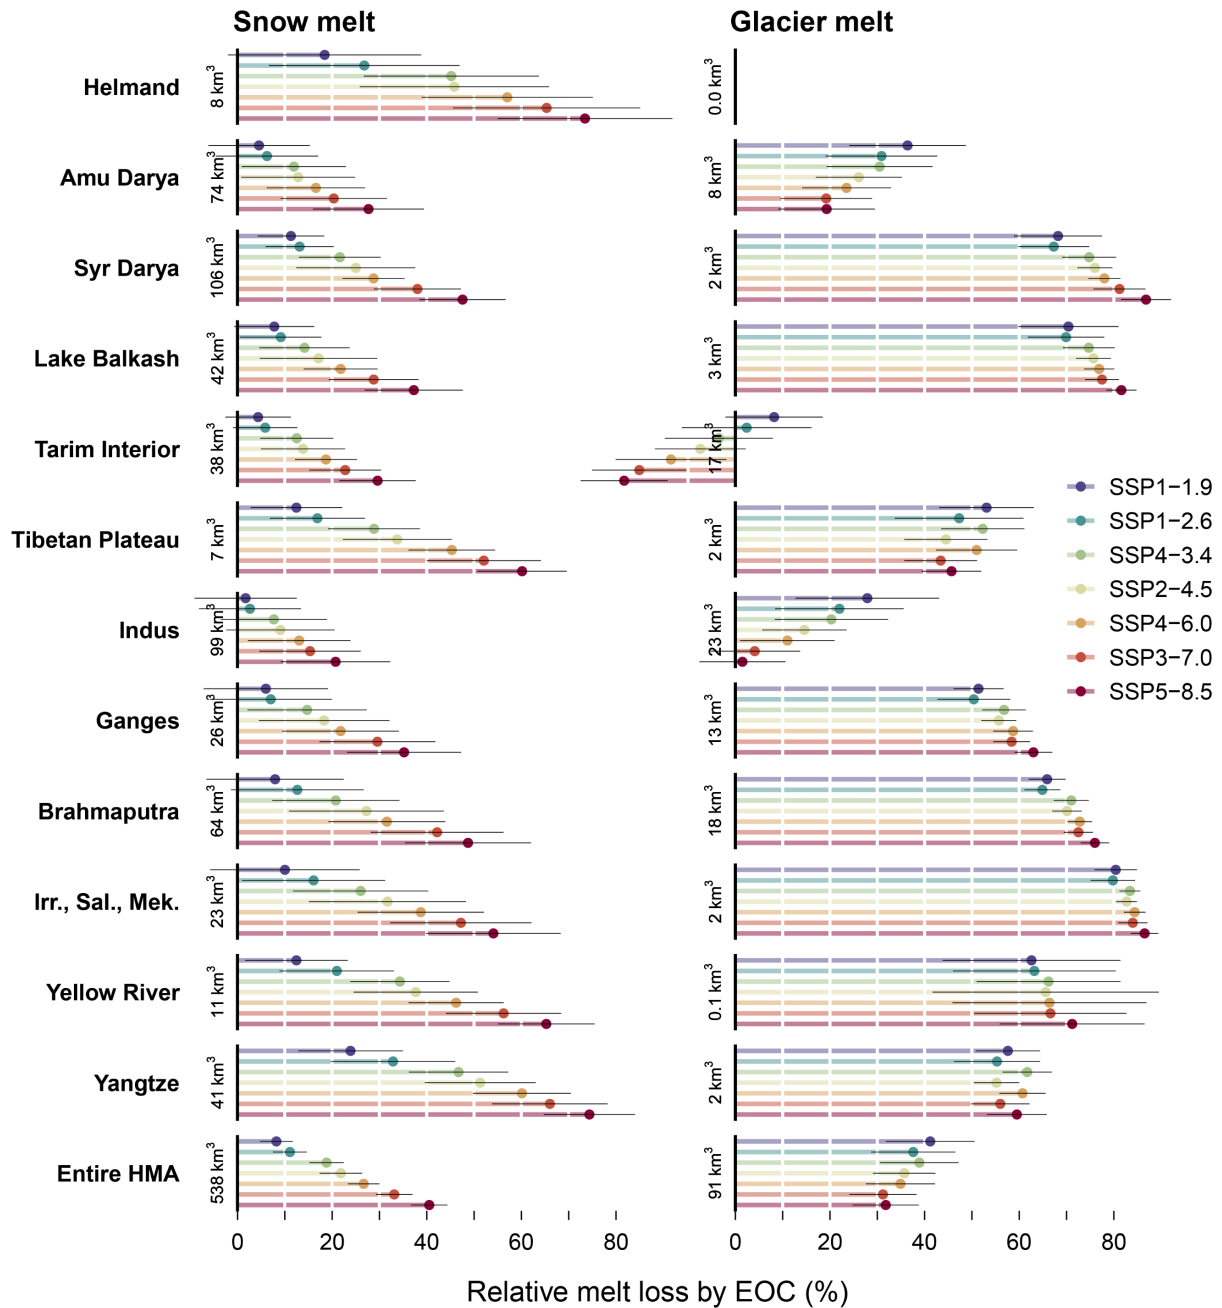 Snow melt
Glacier melt
Helmand
8 km³
0.0 km³
Amu Darya
74 km³
8 km³
Syr Darya
106 km³
2 km³
Lake Balkash
42 km³
3 km³
Tarim Interior
38 km³
17 km³
Tibetan Plateau
7 km³
2 km³
Indus
99 km³
23 km³
Ganges
26 km³
13 km³
Brahmaputra
64 km³
18 km³
Irr., Sal., Mek.
23 km³
2 km³
Yellow River
11 km³
0.1 km³
Yangtze
41 km³
2 km³
Entire HMA
538 km³
91 km³
SSP1−1.9
SSP1−2.6
SSP4−3.4
SSP2−4.5
SSP4−6.0
SSP3−7.0
SSP5−8.5
0 20 40 60 80
0 20 40 60 80
Relative melt loss by EOC (%)